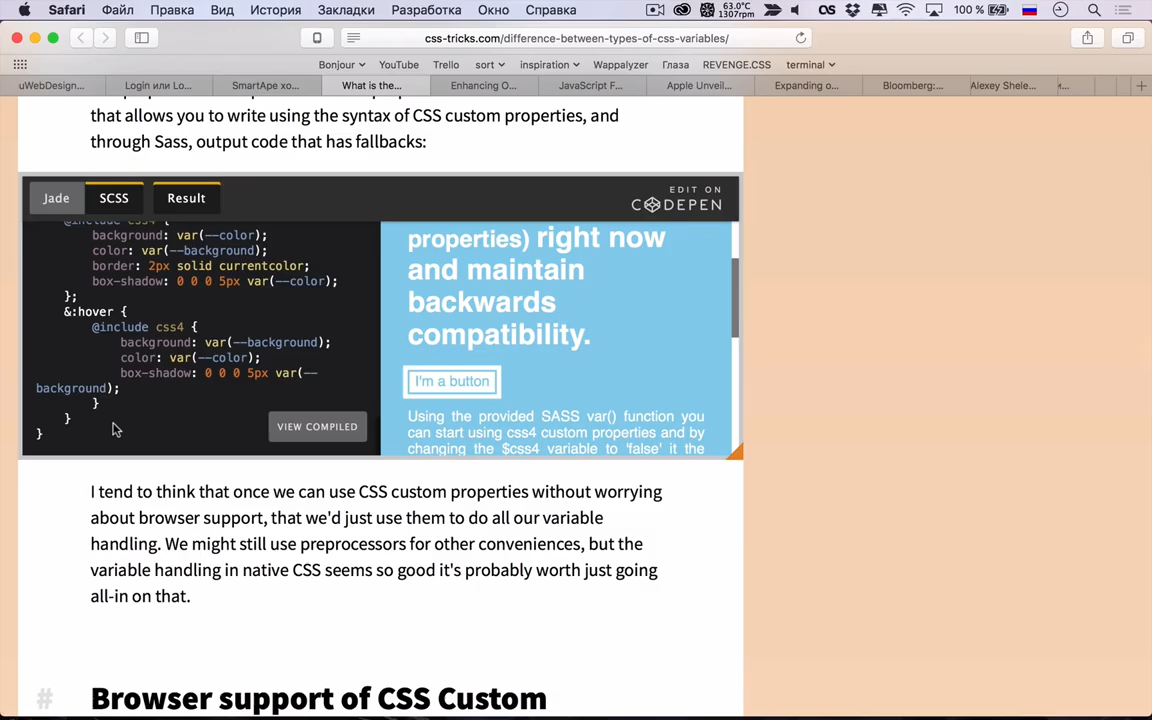 Safari Файл Правка Вид История Закладки Разработка Окно Справка 63.0°C 1307rpm 100 %
css-tricks.com/difference-between-types-of-css-variables/
Bonjour YouTube Trello sort inspiration Wappalyzer Глаза REVENGE.CSS terminal
uWebDesign... Login или Ло... SmartApe хо... What is the... Enhancing O... JavaScript F... Apple Unveil... Expanding o... Bloomberg:... Alexey Shele...
that allows you to write using the syntax of CSS custom properties, and
through Sass, output code that has fallbacks:
Jade SCSS Result
EDIT ON
CODEPEN
@include css4 {
background: var(--color);
color: var(--background);
border: 2px solid currentcolor;
box-shadow: 0 0 0 5px var(--color);
};
&:hover {
@include css4 {
background: var(--background);
color: var(--color);
box-shadow: 0 0 0 5px var(--
background);
}
}
}
VIEW COMPILED
properties) right now
and maintain
backwards
compatibility.
I'm a button
Using the provided SASS var() function you
can start using css4 custom properties and by
changing the $css4 variable to 'false' it the
I tend to think that once we can use CSS custom properties without worrying
about browser support, that we'd just use them to do all our variable
handling. We might still use preprocessors for other conveniences, but the
variable handling in native CSS seems so good it's probably worth just going
all-in on that.
# Browser support of CSS Custom